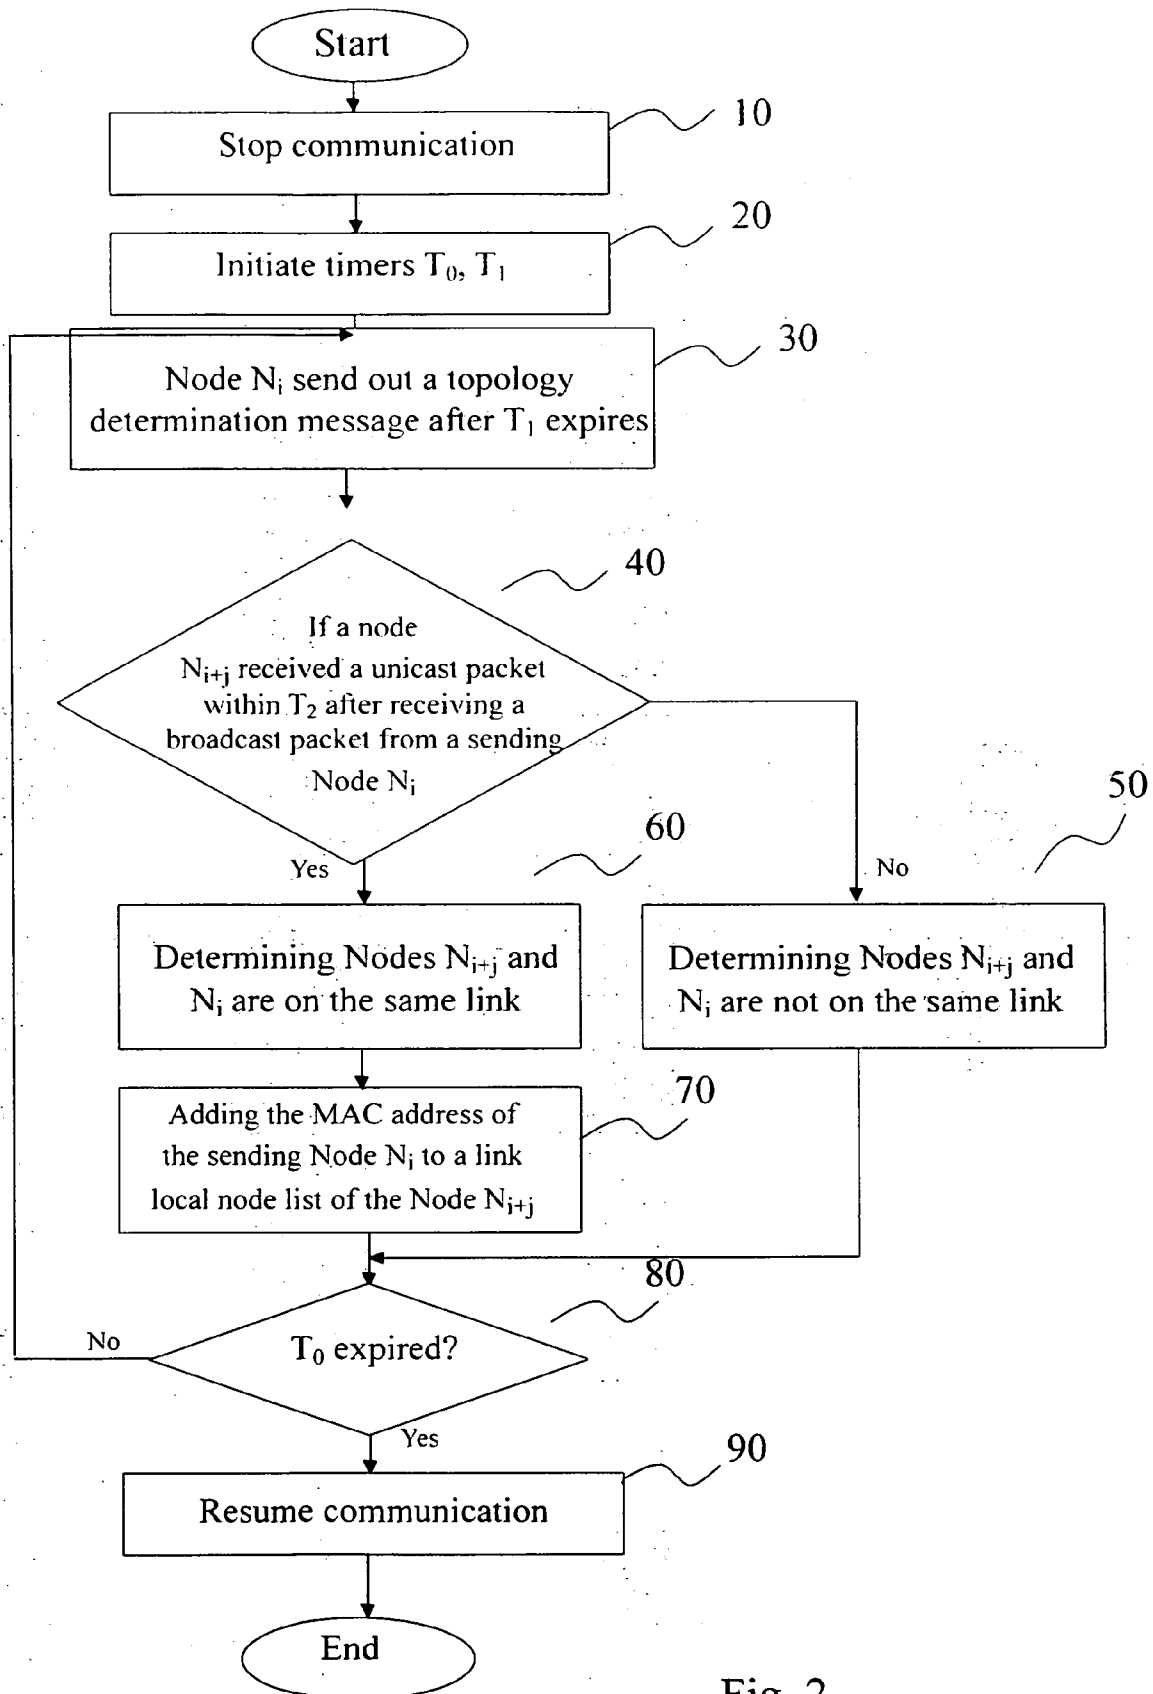 Start
10
Stop communication
20
Initiate timers T₀, T₁
30
Node Nᵢ send out a topology
determination message after T₁ expires
40
If a node
Nᵢ₊ⱼ received a unicast packet
within T₂ after receiving a
broadcast packet from a sending
Node Nᵢ
50
60
Yes
No
Determining Nodes Nᵢ₊ⱼ and
Nᵢ are on the same link
Determining Nodes Nᵢ₊ⱼ and
Nᵢ are not on the same link
70
Adding the MAC address of
the sending Node Nᵢ to a link
local node list of the Node Nᵢ₊ⱼ
80
No
T₀ expired?
Yes
90
Resume communication
End
Fig. 2